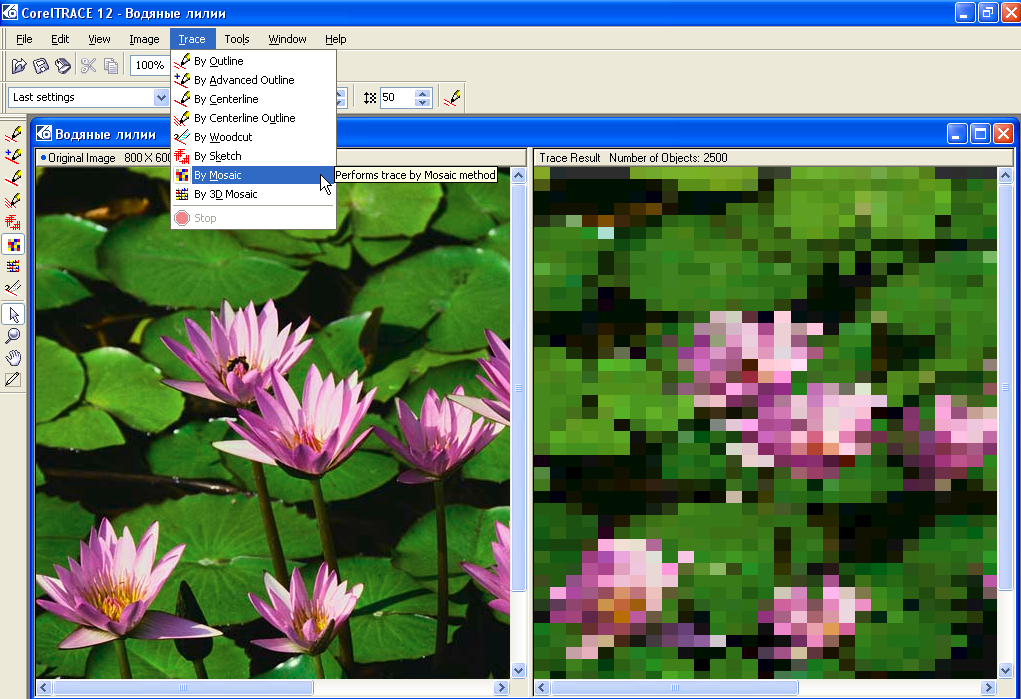 CorelTRACE 12 - Водяные лилии
File Edit View Image Trace Tools Window Help
100%
Last settings
50
By Outline
By Advanced Outline
By Centerline
By Centerline Outline
By Woodcut
By Sketch
By Mosaic
By 3D Mosaic
Stop
Performs trace by Mosaic method
Водяные лилии
Original Image 800 X 600
Trace Result Number of Objects: 2500